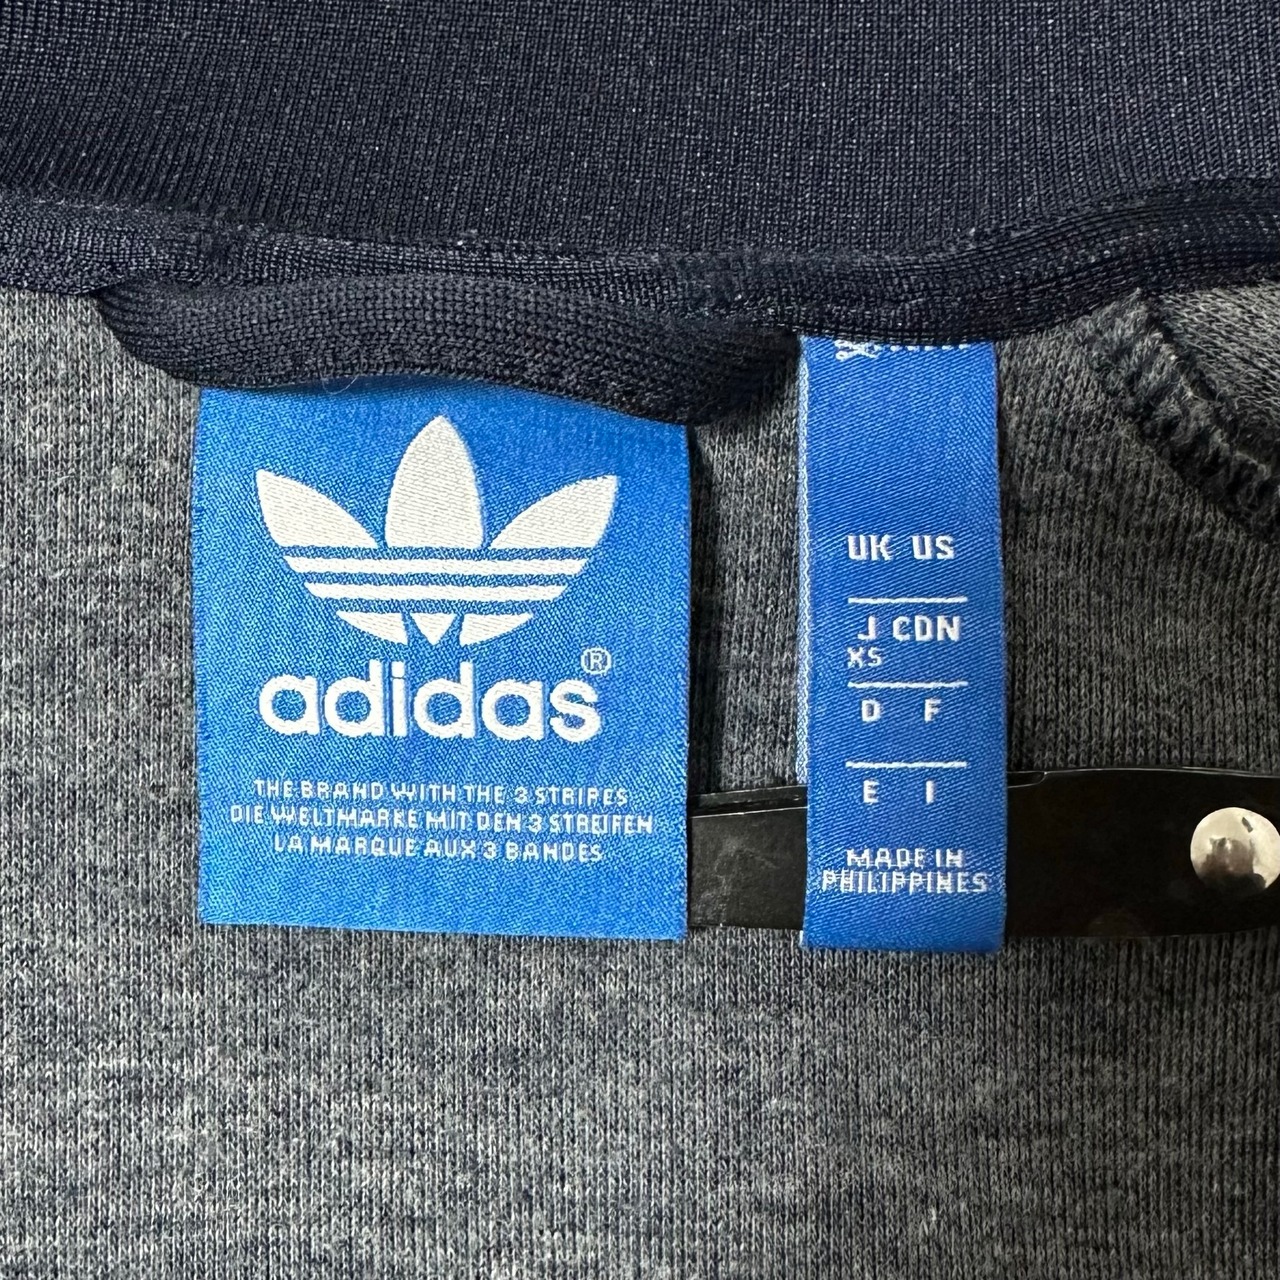 adidas®
THE BRAND WITH THE 3 STRIPES
DIE WELTMARKE MIT DEN 3 STREIFEN
LA MARQUE AUX 3 BANDES
UK US
J CDN
XS
D F
E I
MADE IN
PHILIPPINES